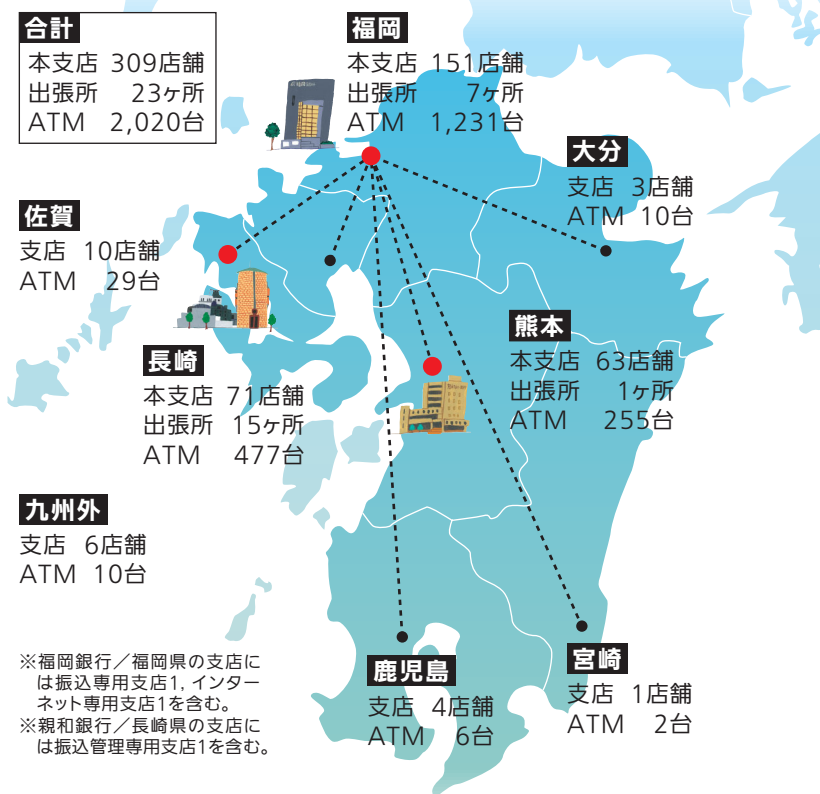 合計
本支店 309店舗
出張所 23ヶ所
ATM 2,020台
福岡
本支店 151店舗
出張所 7ヶ所
ATM 1,231台
大分
支店 3店舗
ATM 10台
佐賀
支店 10店舗
ATM 29台
熊本
本支店 63店舗
出張所 1ヶ所
ATM 255台
長崎
本支店 71店舗
出張所 15ヶ所
ATM 477台
九州外
支店 6店舗
ATM 10台
鹿児島
支店 4店舗
ATM 6台
宮崎
支店 1店舗
ATM 2台
※福岡銀行／福岡県の支店に
は振込専用支店1, インター
ネット専用支店1を含む。
※親和銀行／長崎県の支店に
は振込管理専用支店1を含む。